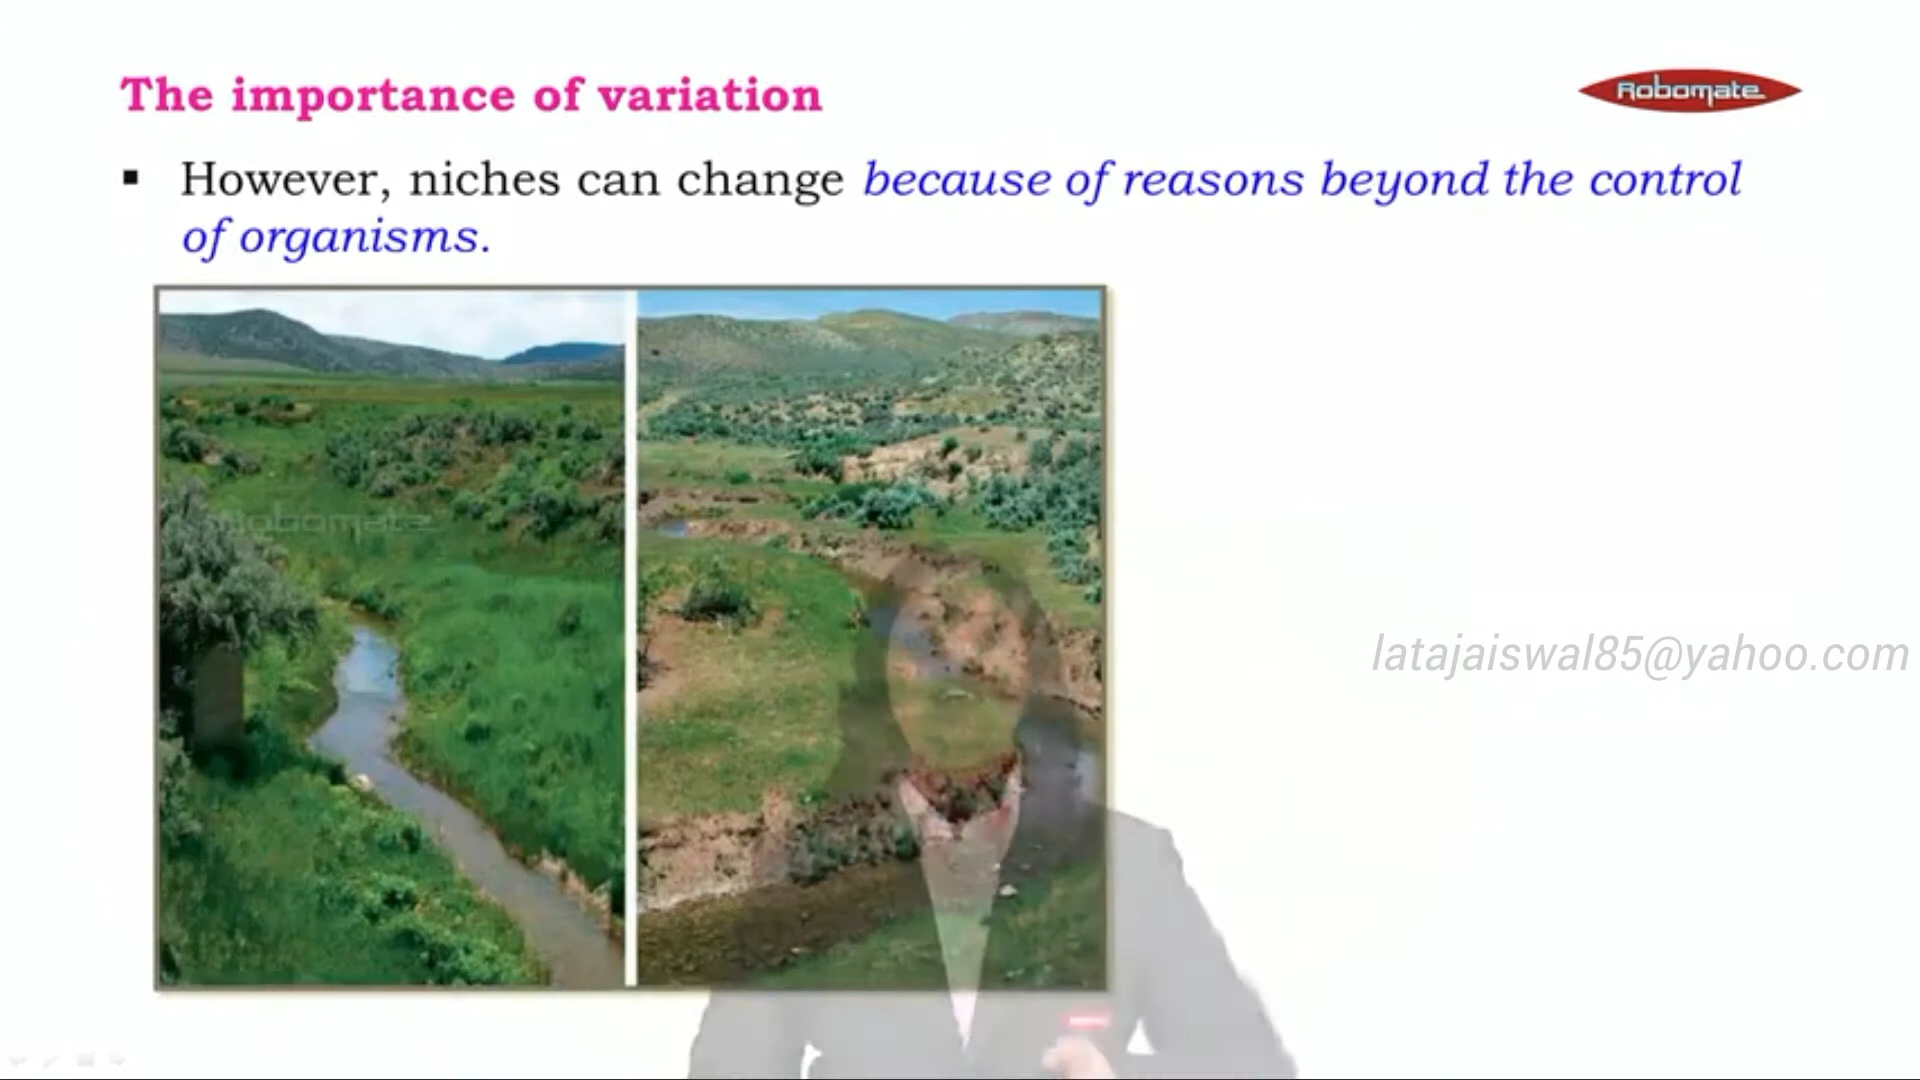 The importance of variation
Robomate
▪ However, niches can change because of reasons beyond the control
of organisms.
Robomate
latajaiswal85@yahoo.com